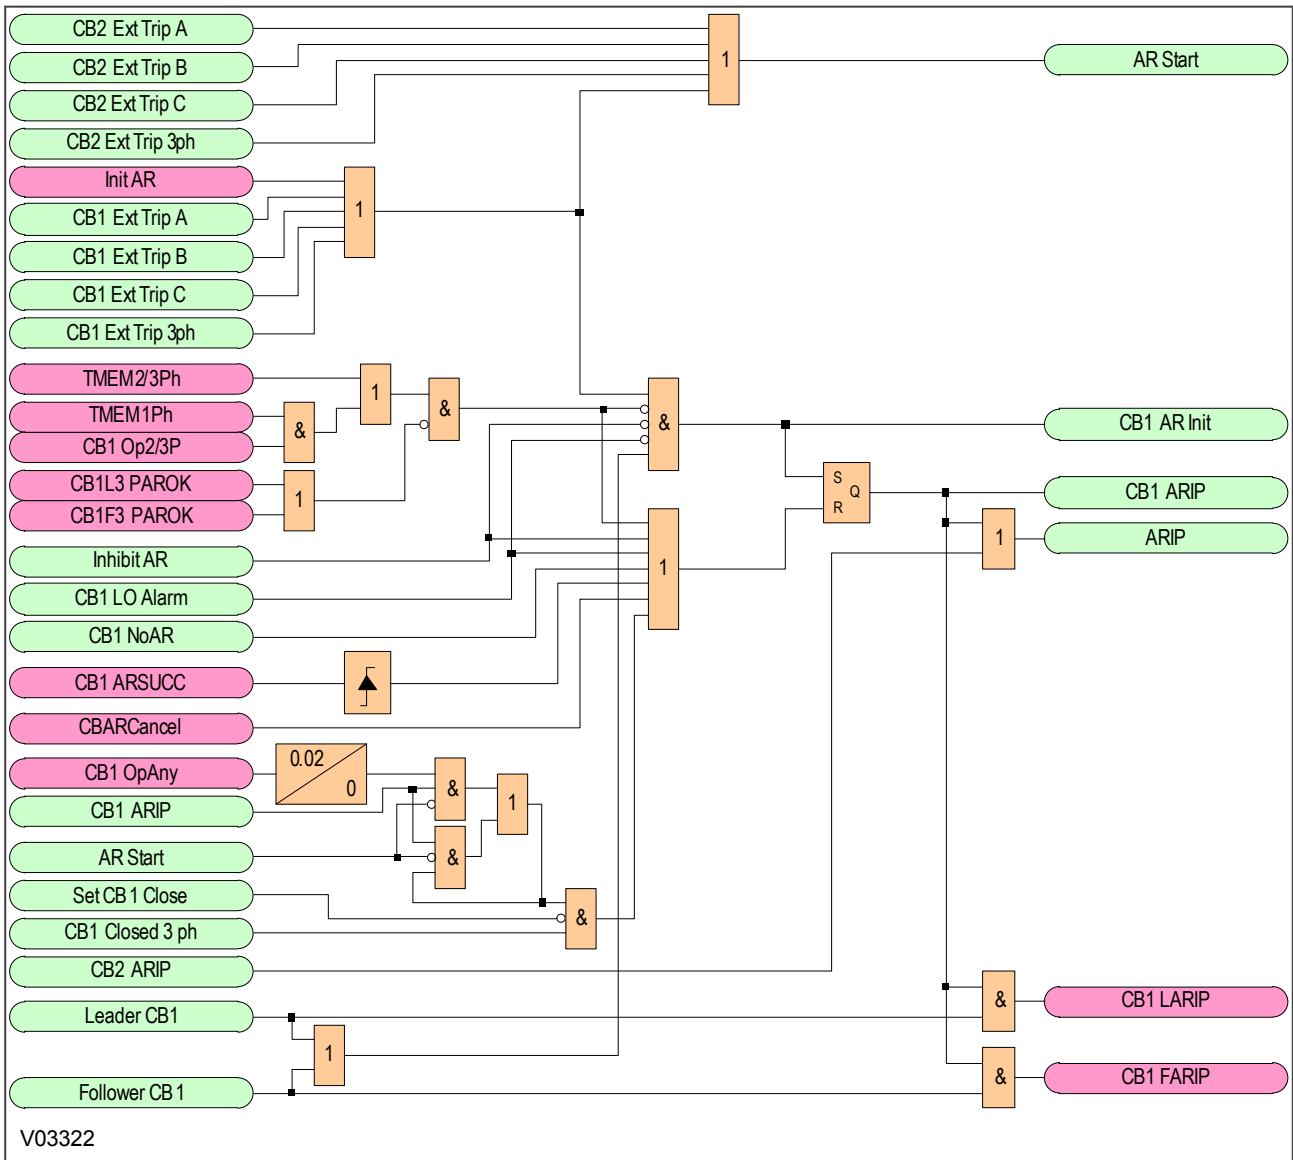 CB2 Ext Trip A
CB2 Ext Trip B
1
AR Start
CB2 Ext Trip C
CB2 Ext Trip 3ph
Init AR
CB1 Ext Trip A
1
CB1 Ext Trip B
CB1 Ext Trip C
CB1 Ext Trip 3ph
TMEM2/3Ph
1
TMEM1Ph
&
&
CB1 Op2/3P
&
&
CB1 AR Init
CB1L3 PAROK
1
CB1F3 PAROK
S
Q
R
CB1 ARIP
Inhibit AR
1
1
ARIP
CB1 LO Alarm
CB1 NoAR
CB1 ARSUCC
CBARCancel
CB1 OpAny
0.02
0
&
1
CB1 ARIP
AR Start
&
Set CB1 Close
&
CB1 Closed 3 ph
CB2 ARIP
Leader CB1
&
CB1 LARIP
1
Follower CB1
&
CB1 FARIP
V03322